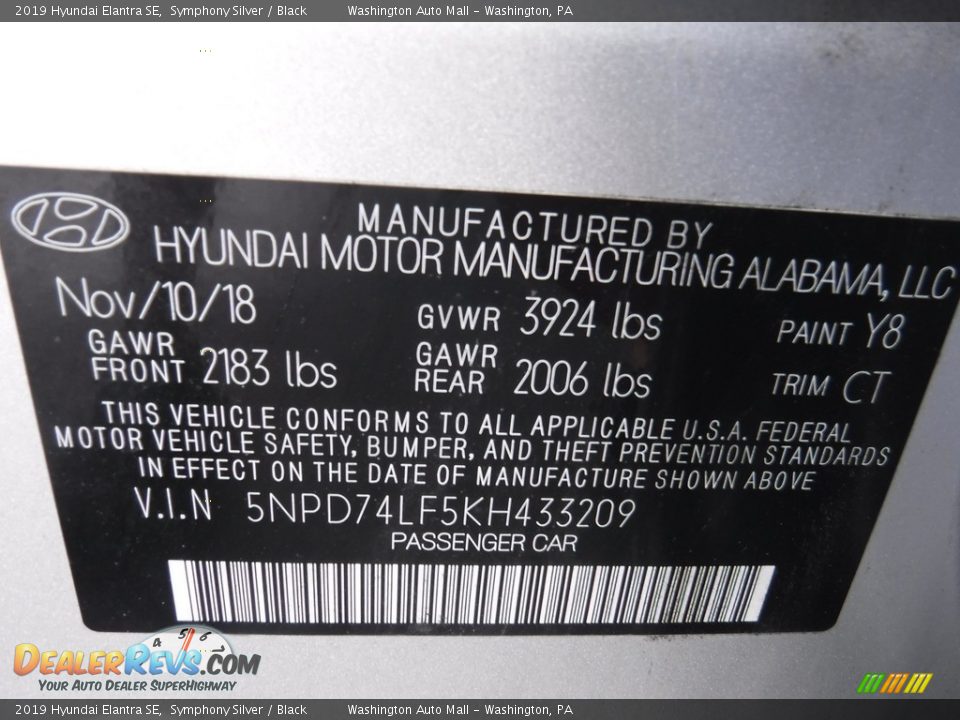 2019 Hyundai Elantra SE, Symphony Silver / Black Washington Auto Mall - Washington, PA
MANUFACTURED BY
HYUNDAI MOTOR MANUFACTURING ALABAMA, LLC
Nov/10/18 GVWR 3924 lbs PAINT Y8
GAWR FRONT 2183 lbs GAWR REAR 2006 lbs TRIM CT
THIS VEHICLE CONFORMS TO ALL APPLICABLE U.S.A. FEDERAL
MOTOR VEHICLE SAFETY, BUMPER, AND THEFT PREVENTION STANDARDS
IN EFFECT ON THE DATE OF MANUFACTURE SHOWN ABOVE
V.I.N 5NPD74LF5KH433209
PASSENGER CAR
4 5 6
DEALERREVS.COM
YOUR AUTO DEALER SUPERHIGHWAY
2019 Hyundai Elantra SE, Symphony Silver / Black Washington Auto Mall - Washington, PA